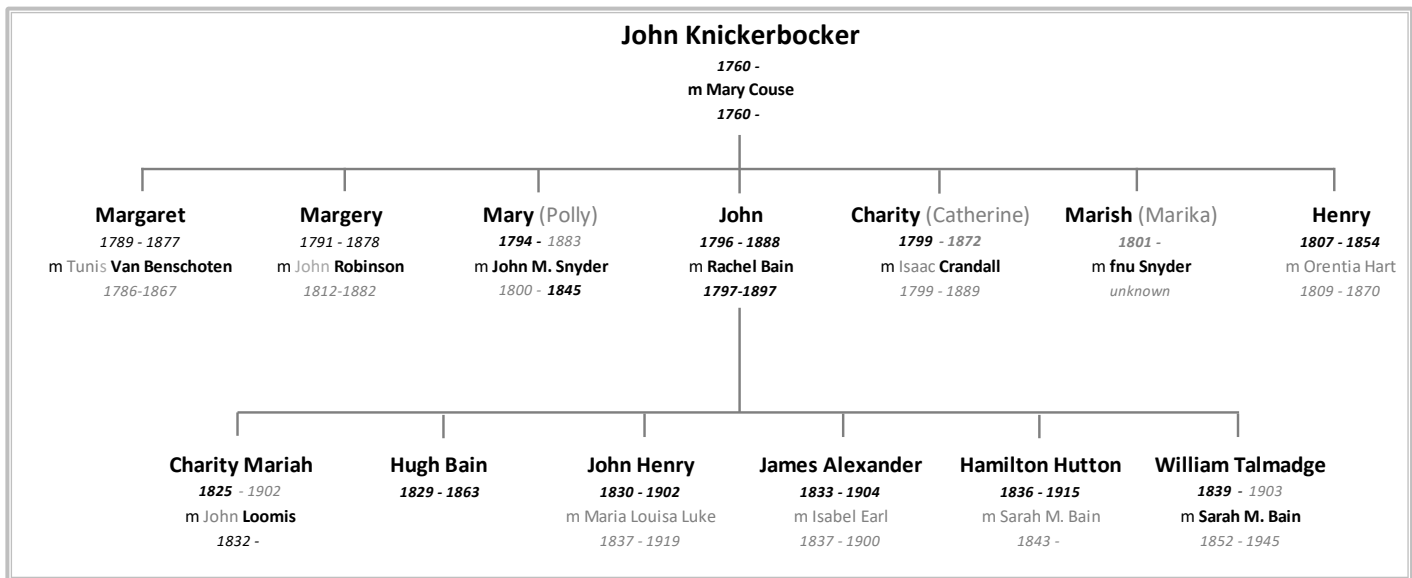 John Knickerbocker
1760 -
m Mary Couse
1760 -
Margaret
1789 - 1877
m Tunis Van Benschoten
1786-1867
Margery
1791 - 1878
m John Robinson
1812-1882
Mary (Polly)
1794 - 1883
m John M. Snyder
1800 - 1845
John
1796 - 1888
m Rachel Bain
1797-1897
Charity (Catherine)
1799 - 1872
m Isaac Crandall
1799 - 1889
Marish (Marika)
1801 -
m fnu Snyder
unknown
Henry
1807 - 1854
m Orentia Hart
1809 - 1870
Charity Mariah
1825 - 1902
m John Loomis
1832 -
Hugh Bain
1829 - 1863
John Henry
1830 - 1902
m Maria Louisa Luke
1837 - 1919
James Alexander
1833 - 1904
m Isabel Earl
1837 - 1900
Hamilton Hutton
1836 - 1915
m Sarah M. Bain
1843 -
William Talmadge
1839 - 1903
m Sarah M. Bain
1852 - 1945